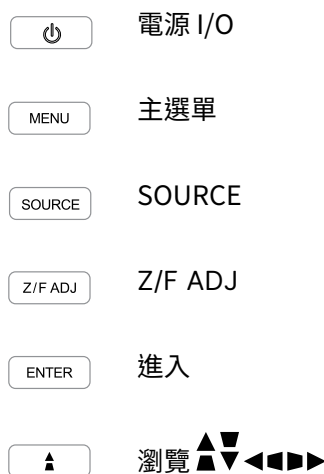 電源 I/O
MENU 主選單
SOURCE SOURCE
Z/F ADJ Z/F ADJ
ENTER 進入
瀏覽